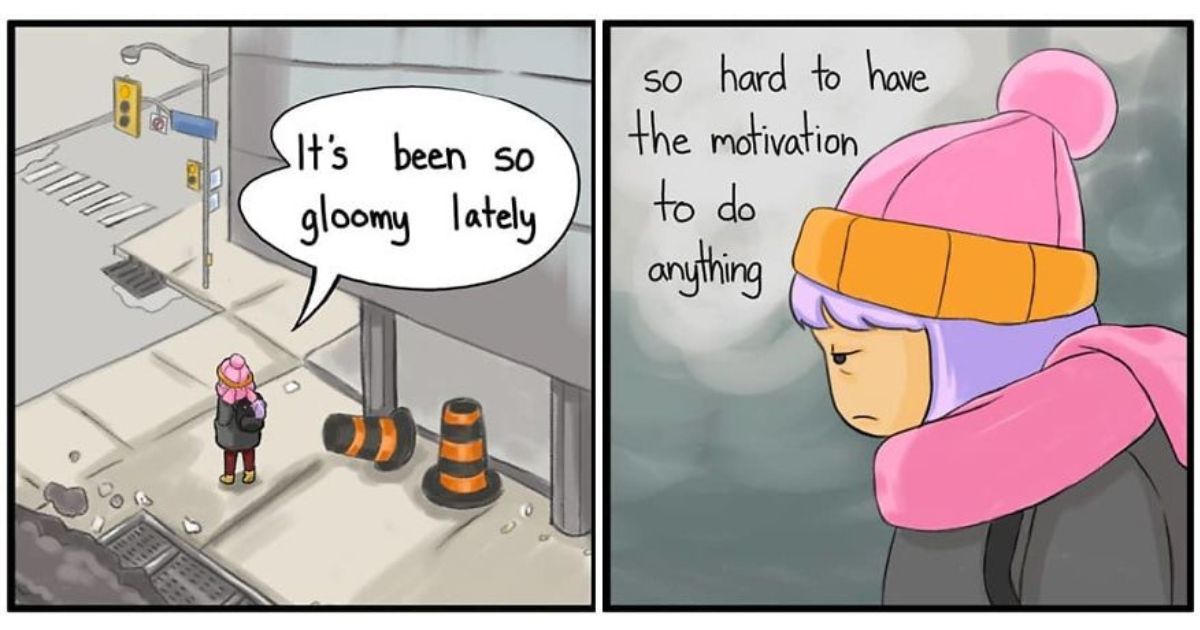 It's been so
gloomy lately
so hard to have
the motivation
to do
anything